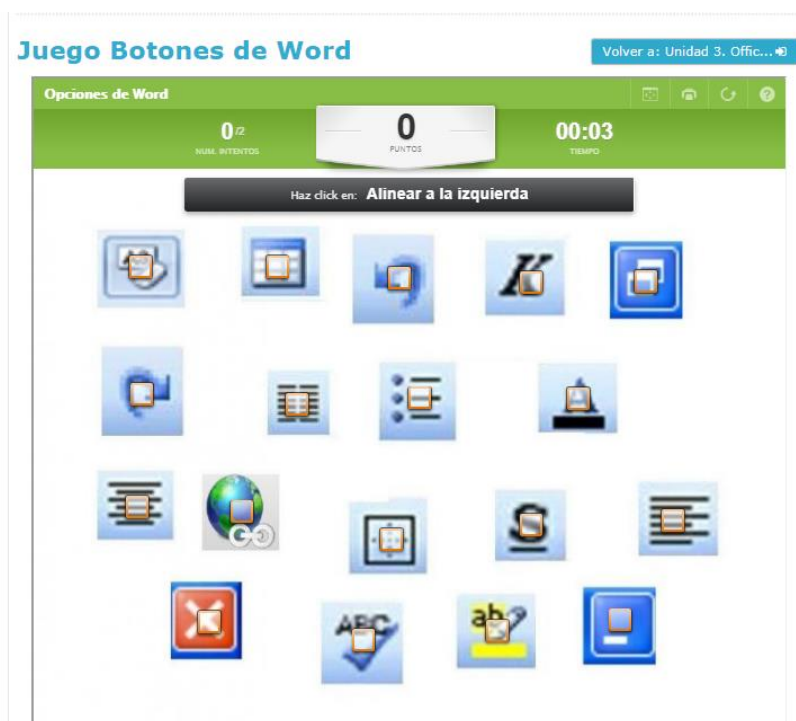 Juego Botones de Word
Volver a: Unidad 3. Offic...
Opciones de Word
0/2
NUM. INTENTOS
0
PUNTOS
00:03
TIEMPO
Haz click en: Alinear a la izquierda
K
A
S
ABC
ab